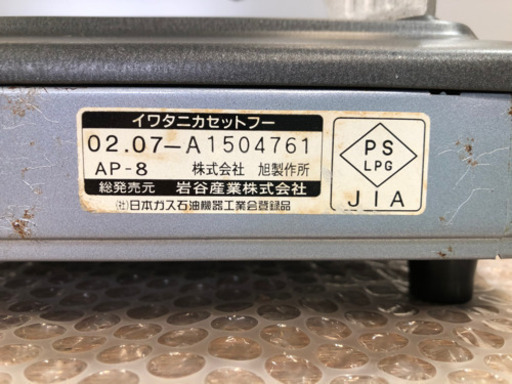 イワタニカセットフー
02.07-A1504761
AP-8 株式会社 旭製作所
総発売元 岩谷産業株式会社
(社)日本ガス石油機器工業会登録品
PS
LPG
JIA